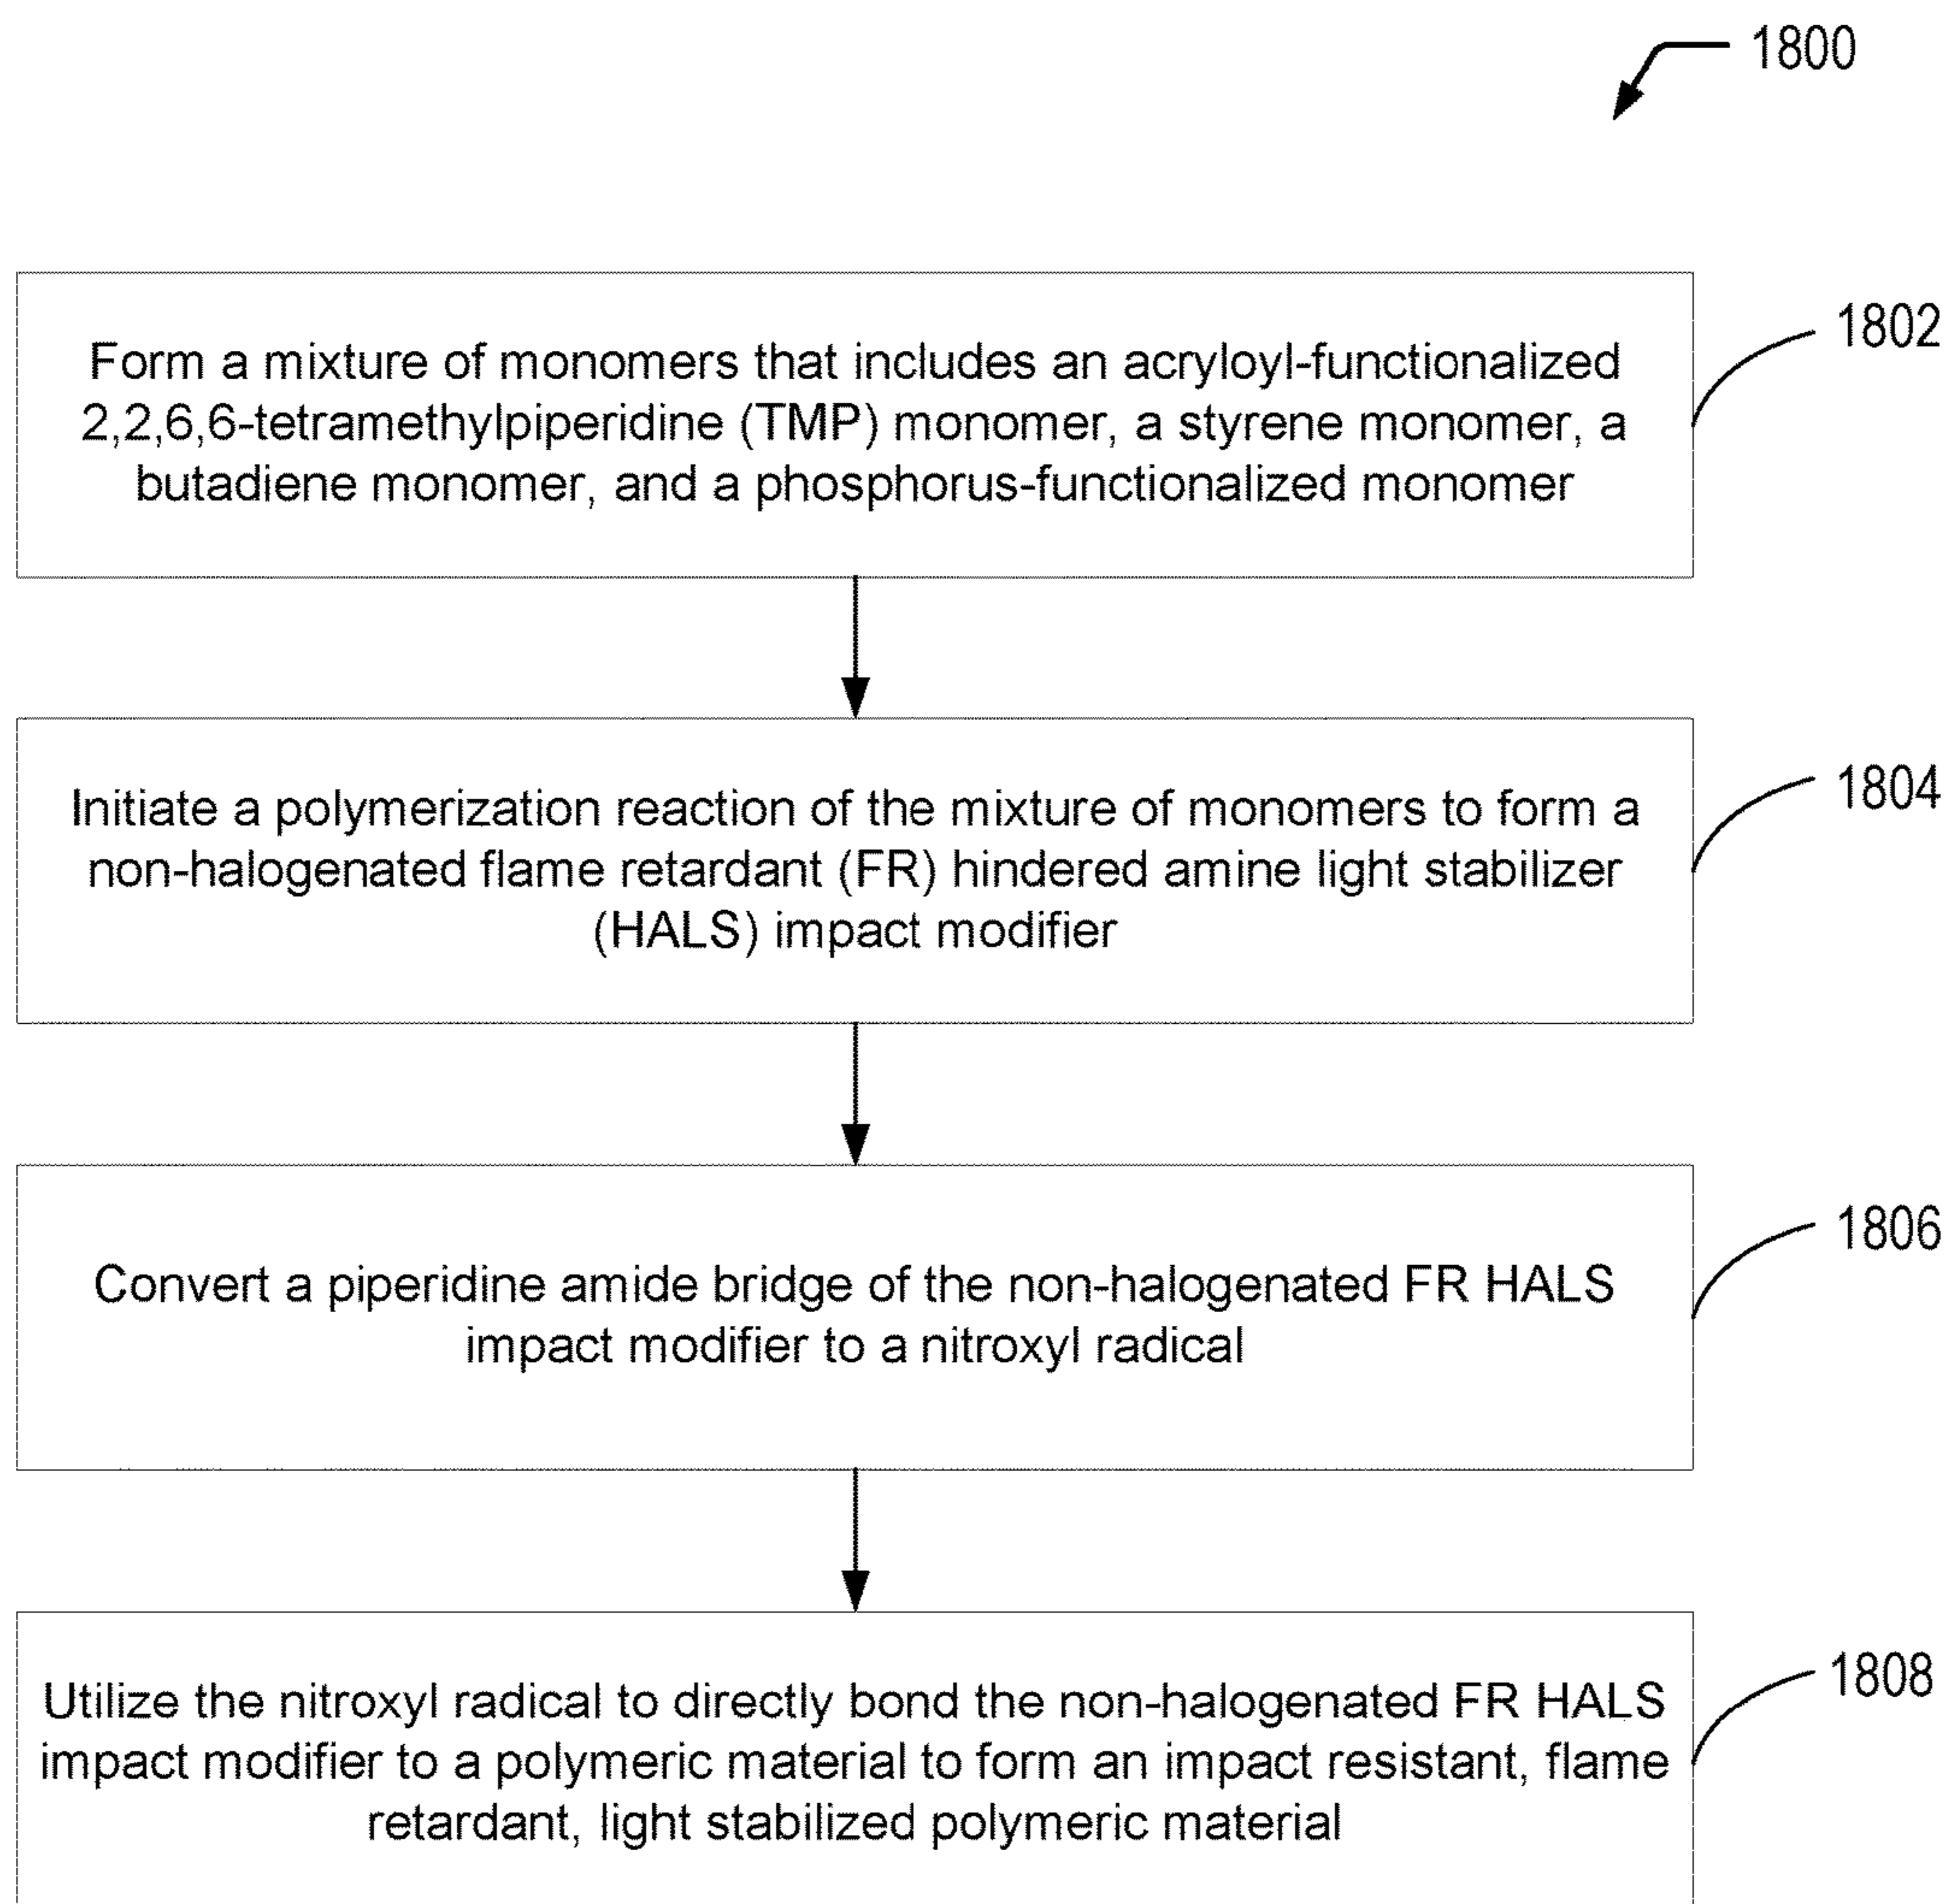 1800
Form a mixture of monomers that includes an acryloyl-functionalized
2,2,6,6-tetramethylpiperidine (TMP) monomer, a styrene monomer, a
butadiene monomer, and a phosphorus-functionalized monomer
1802
Initiate a polymerization reaction of the mixture of monomers to form a
non-halogenated flame retardant (FR) hindered amine light stabilizer
(HALS) impact modifier
1804
Convert a piperidine amide bridge of the non-halogenated FR HALS
impact modifier to a nitroxyl radical
1806
Utilize the nitroxyl radical to directly bond the non-halogenated FR HALS
impact modifier to a polymeric material to form an impact resistant, flame
retardant, light stabilized polymeric material
1808